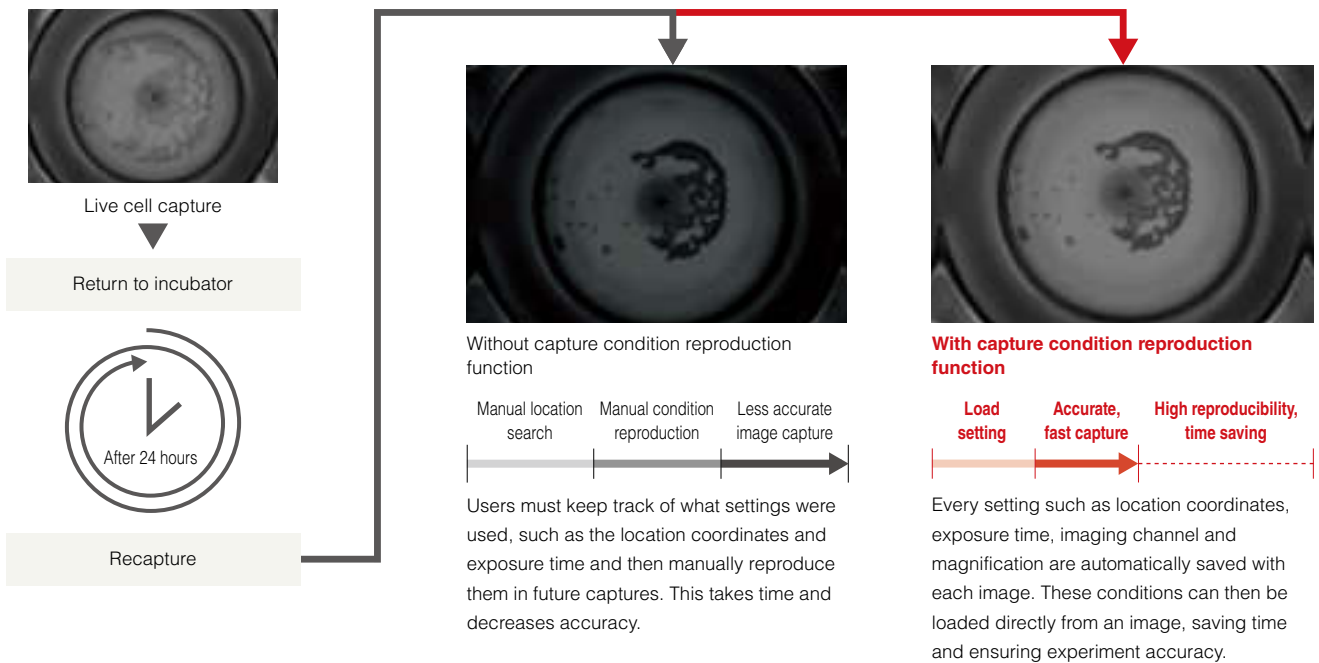 Live cell capture
Return to incubator
After 24 hours
Recapture
Without capture condition reproduction
function
Manual location
search
Manual condition
reproduction
Less accurate
image capture
Users must keep track of what settings were
used, such as the location coordinates and
exposure time and then manually reproduce
them in future captures. This takes time and
decreases accuracy.
With capture condition reproduction
function
Load
setting
Accurate,
fast capture
High reproducibility,
time saving
Every setting such as location coordinates,
exposure time, imaging channel and
magnification are automatically saved with
each image. These conditions can then be
loaded directly from an image, saving time
and ensuring experiment accuracy.